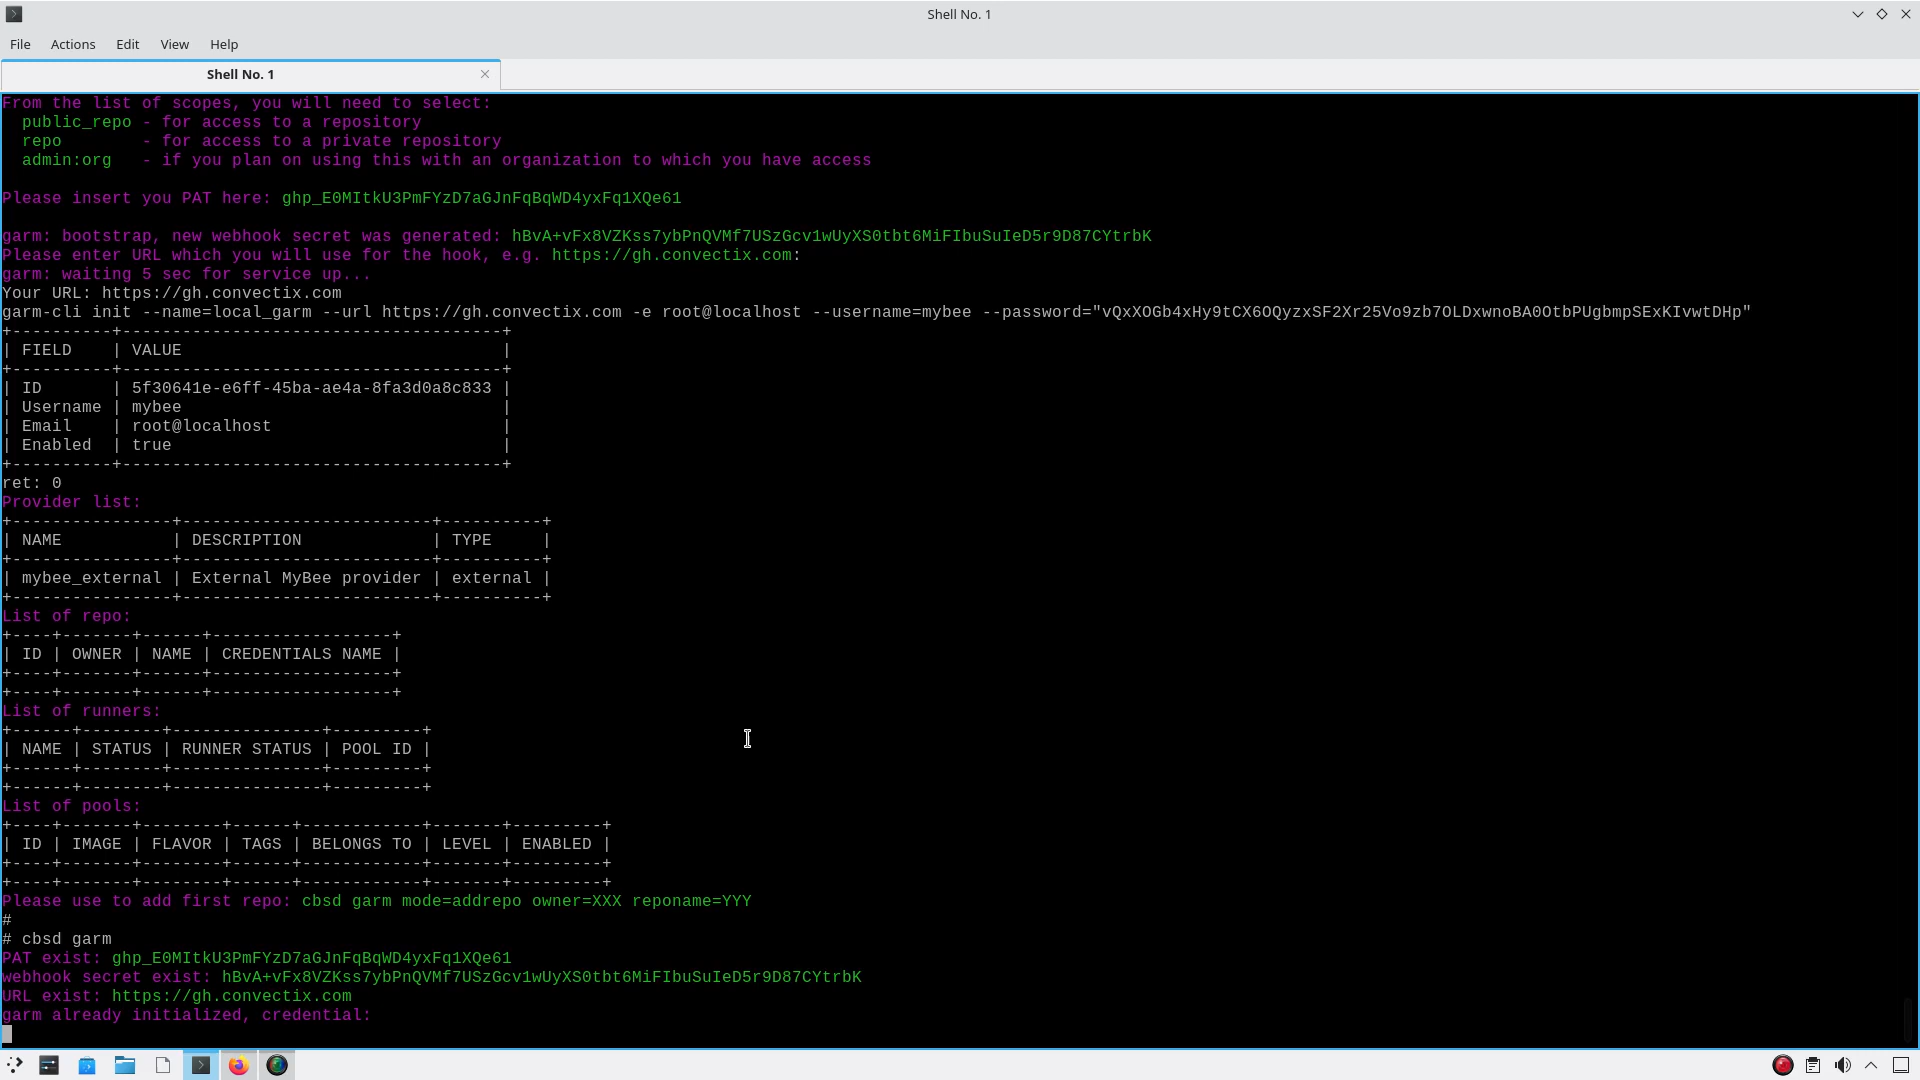 Shell No. 1
File Actions Edit View Help
Shell No. 1
From the list of scopes, you will need to select:
  public_repo - for access to a repository
  repo        - for access to a private repository
  admin:org   - if you plan on using this with an organization to which you have access
Please insert you PAT here: 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
garm: bootstrap, new webhook secret was generated: hBvA+vFx8VZKss7ybPnQVMf7USzGcv1wUyXS0tbt6MiFIbuSuIeD5r9D87CYtrbK
Please enter URL which you will use for the hook, e.g. https://gh.convectix.com:
garm: waiting 5 sec for service up...
Your URL: https://gh.convectix.com
garm-cli init --name=local_garm --url https://gh.convectix.com -e root@localhost --username=mybee --password="vQxXOGb4xHy9tCX6OQyzxSF2Xr25Vo9zb7OLDxwnoBA0OtbPUgbmpSExKIvwtDHp"
+----------+--------------------------------------+
| FIELD    | VALUE                                |
+----------+--------------------------------------+
| ID       | 5f30641e-e6ff-45ba-ae4a-8fa3d0a8c833 |
| Username | mybee                                |
| Email    | root@localhost                       |
| Enabled  | true                                 |
+----------+--------------------------------------+
ret: 0
Provider list:
+----------------+-------------------------+----------+
| NAME           | DESCRIPTION             | TYPE     |
+----------------+-------------------------+----------+
| mybee_external | External MyBee provider | external |
+----------------+-------------------------+----------+
List of repo:
+----+-------+------+------------------+
| ID | OWNER | NAME | CREDENTIALS NAME |
+----+-------+------+------------------+
+----+-------+------+------------------+
List of runners:
+------+--------+---------------+---------+
| NAME | STATUS | RUNNER STATUS | POOL ID |
+------+--------+---------------+---------+
+------+--------+---------------+---------+
List of pools:
+----+-------+--------+------+------------+-------+---------+
| ID | IMAGE | FLAVOR | TAGS | BELONGS TO | LEVEL | ENABLED |
+----+-------+--------+------+------------+-------+---------+
+----+-------+--------+------+------------+-------+---------+
Please use to add first repo: cbsd garm mode=addrepo owner=XXX reponame=YYY
#
# cbsd garm
PAT exist: 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
webhook secret exist: hBvA+vFx8VZKss7ybPnQVMf7USzGcv1wUyXS0tbt6MiFIbuSuIeD5r9D87CYtrbK
URL exist: https://gh.convectix.com
garm already initialized, credential: